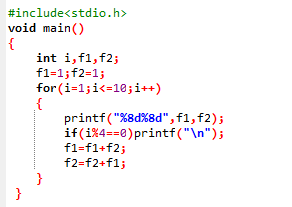 #include<stdio.h>
void main()
{
    int i,f1,f2;
    f1=1;f2=1;
    for(i=1;i<=10;i++)
    {
        printf("%8d%8d",f1,f2);
        if(i%4==0)printf("\n");
        f1=f1+f2;
        f2=f2+f1;
    }
}